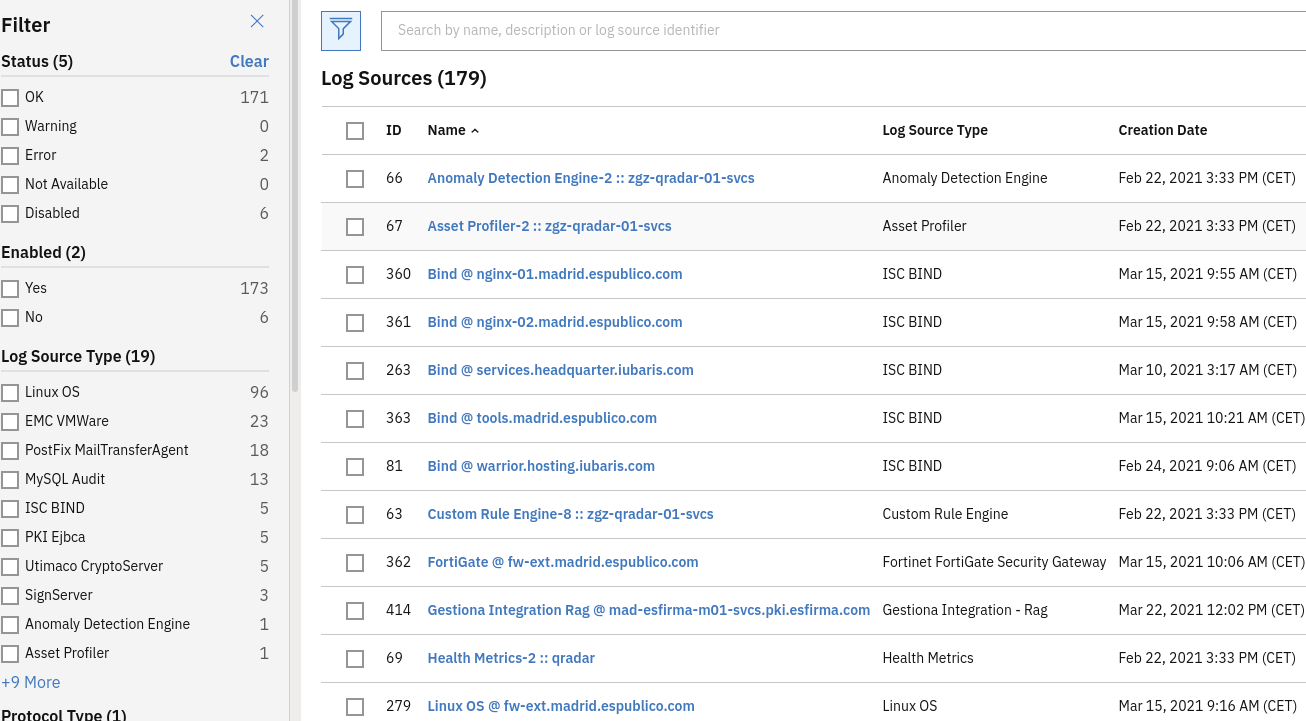 Filter
Status (5) Clear
OK 171
Warning 0
Error 2
Not Available 0
Disabled 6
Enabled (2)
Yes 173
No 6
Log Source Type (19)
Linux OS 96
EMC VMWare 23
PostFix MailTransferAgent 18
MySQL Audit 13
ISC BIND 5
PKI Ejbca 5
Utimaco CryptoServer 5
SignServer 3
Anomaly Detection Engine 1
Asset Profiler 1
+9 More
Protocol Type (1)
Search by name, description or log source identifier
Log Sources (179)
ID Name Log Source Type Creation Date
66 Anomaly Detection Engine-2 :: zgz-qradar-01-svcs Anomaly Detection Engine Feb 22, 2021 3:33 PM (CET)
67 Asset Profiler-2 :: zgz-qradar-01-svcs Asset Profiler Feb 22, 2021 3:33 PM (CET)
360 Bind @ nginx-01.madrid.espublico.com ISC BIND Mar 15, 2021 9:55 AM (CET)
361 Bind @ nginx-02.madrid.espublico.com ISC BIND Mar 15, 2021 9:58 AM (CET)
263 Bind @ services.headquarter.iubaris.com ISC BIND Mar 10, 2021 3:17 AM (CET)
363 Bind @ tools.madrid.espublico.com ISC BIND Mar 15, 2021 10:21 AM (CET)
81 Bind @ warrior.hosting.iubaris.com ISC BIND Feb 24, 2021 9:06 AM (CET)
63 Custom Rule Engine-8 :: zgz-qradar-01-svcs Custom Rule Engine Feb 22, 2021 3:33 PM (CET)
362 FortiGate @ fw-ext.madrid.espublico.com Fortinet FortiGate Security Gateway Mar 15, 2021 10:06 AM (CET)
414 Gestiona Integration Rag @ mad-esfirma-m01-svcs.pki.esfirma.com Gestiona Integration - Rag Mar 22, 2021 12:02 PM (CET)
69 Health Metrics-2 :: qradar Health Metrics Feb 22, 2021 3:33 PM (CET)
279 Linux OS @ fw-ext.madrid.espublico.com Linux OS Mar 15, 2021 9:16 AM (CET)